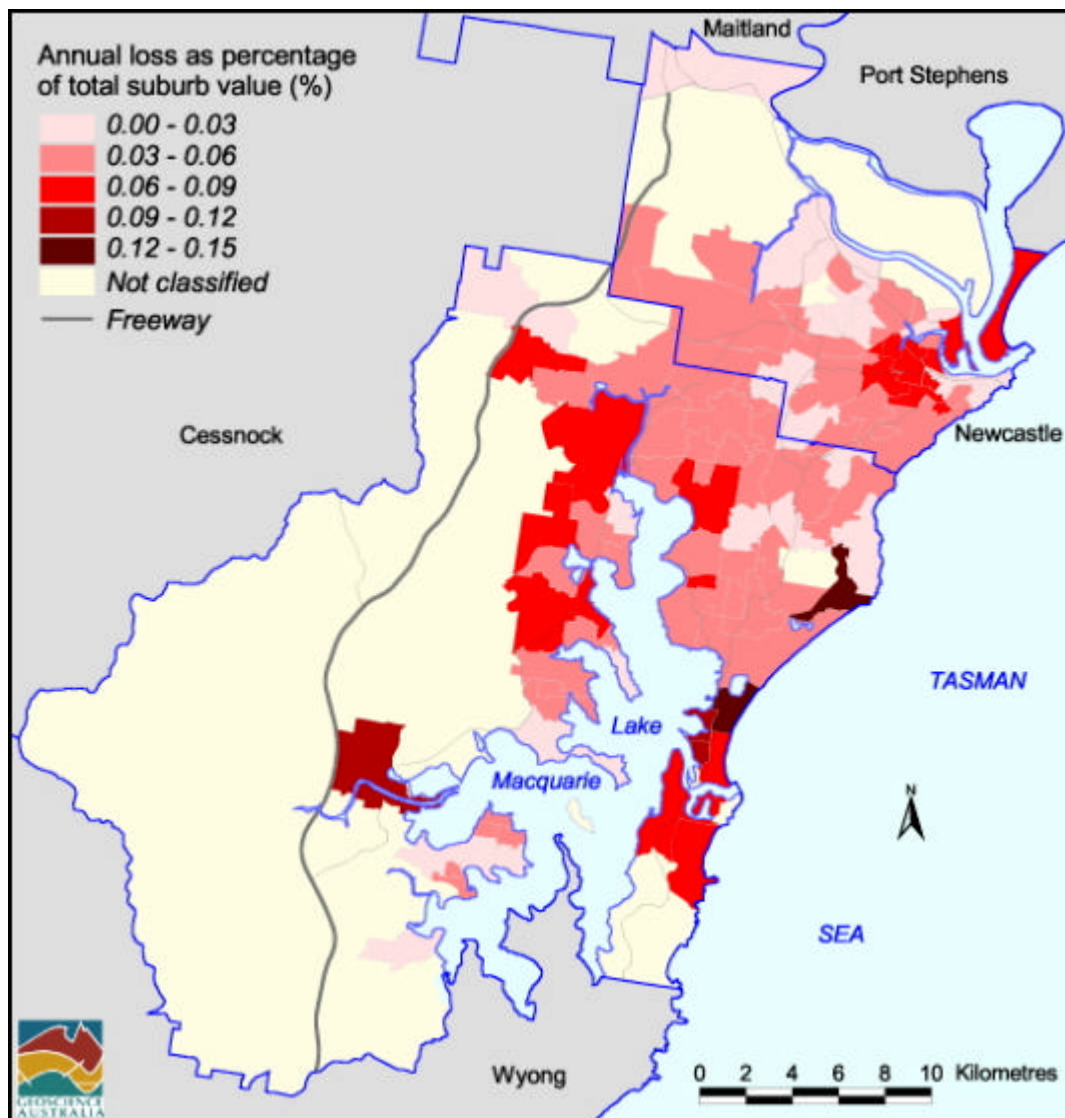 Maitland
Port Stephens
Annual loss as percentage
of total suburb value (%)
0.00 - 0.03
0.03 - 0.06
0.06 - 0.09
0.09 - 0.12
0.12 - 0.15
Not classified
Freeway
Cessnock
Newcastle
TASMAN
Lake
Macquarie
N
SEA
Wyong
0 2 4 6 8 10 Kilometres
GEOSCIENCE
AUSTRALIA